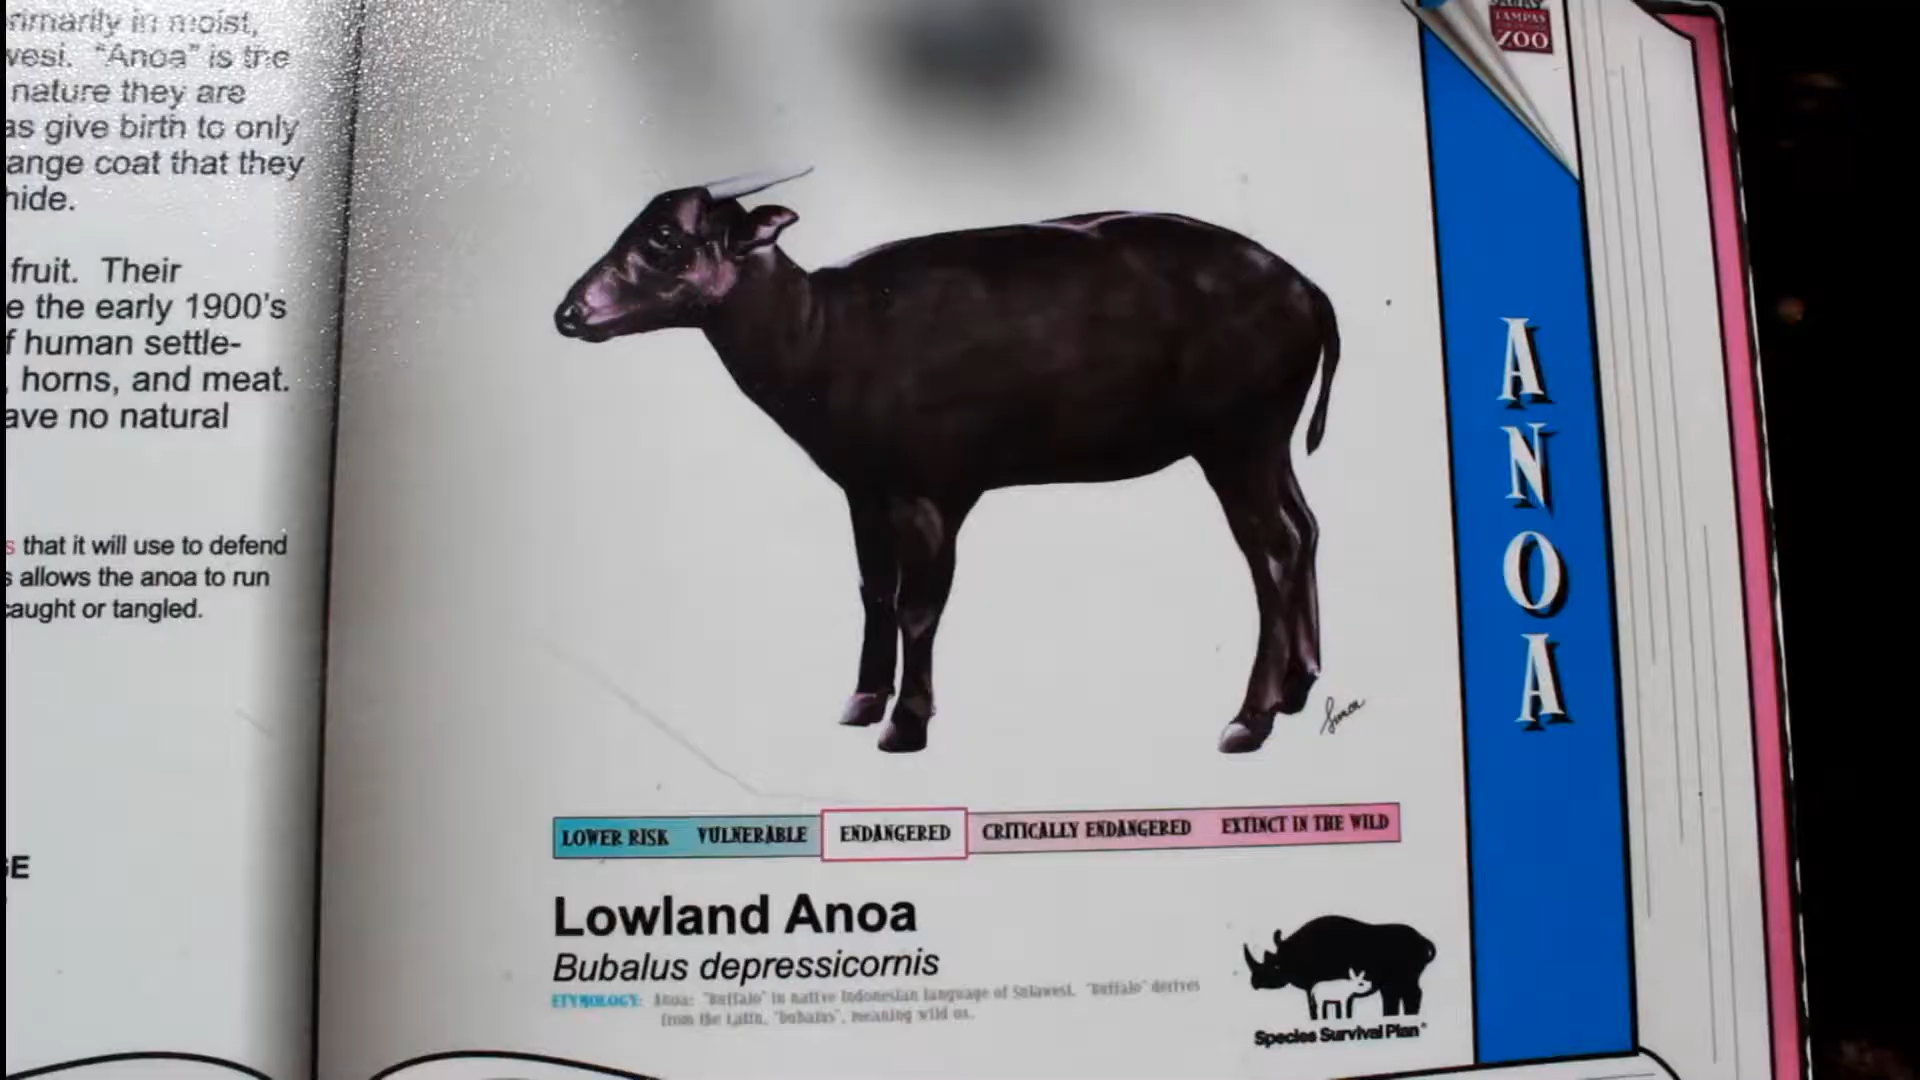 rimarily in moist,
wesi. "Anoa" is the
nature they are
as give birth to only
ange coat that they
hide.
fruit. Their
e the early 1900's
f human settle-
, horns, and meat.
ave no natural
s that it will use to defend
s allows the anoa to run
caught or tangled.
GE
TAMPAS
ZOO
ANOA
LOWER RISK VULNERABLE ENDANGERED CRITICALLY ENDANGERED EXTINCT IN THE WILD
Lowland Anoa
Bubalus depressicornis
ETYMOLOGY: Anoa: "Buffalo" in native Indonesian language of Sulawesi. "Buffalo" derives
from the Latin, "bubalus", meaning wild ox.
Species Survival Plan®